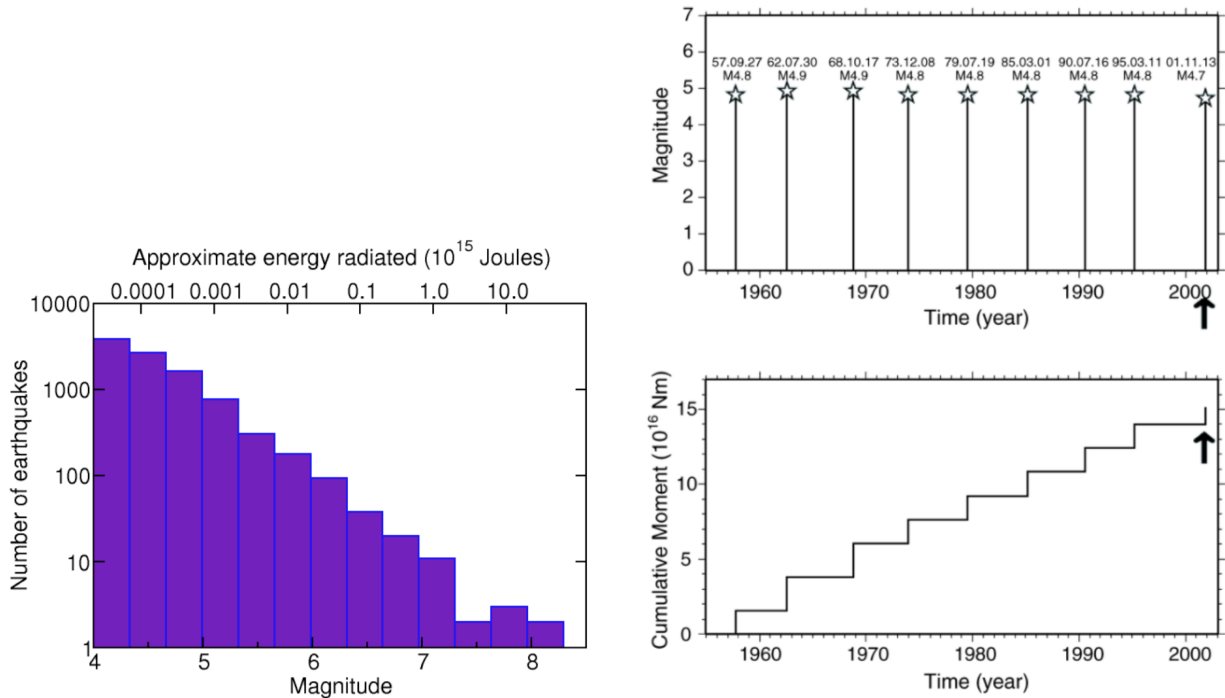 Approximate energy radiated (10^15 Joules)
0.0001 0.001 0.01 0.1 1.0 10.0
10000
1000
100
10
1
Number of earthquakes
4 5 6 7 8
Magnitude
7
6
5
4
3
2
1
0
Magnitude
57.09.27 62.07.30 68.10.17 73.12.08 79.07.19 85.03.01 90.07.16 95.03.11 01.11.13
M4.8 M4.9 M4.9 M4.8 M4.8 M4.8 M4.8 M4.8 M4.7
1960 1970 1980 1990 2000
Time (year)
15
10
5
0
Cumulative Moment (10^16 Nm)
1960 1970 1980 1990 2000
Time (year)